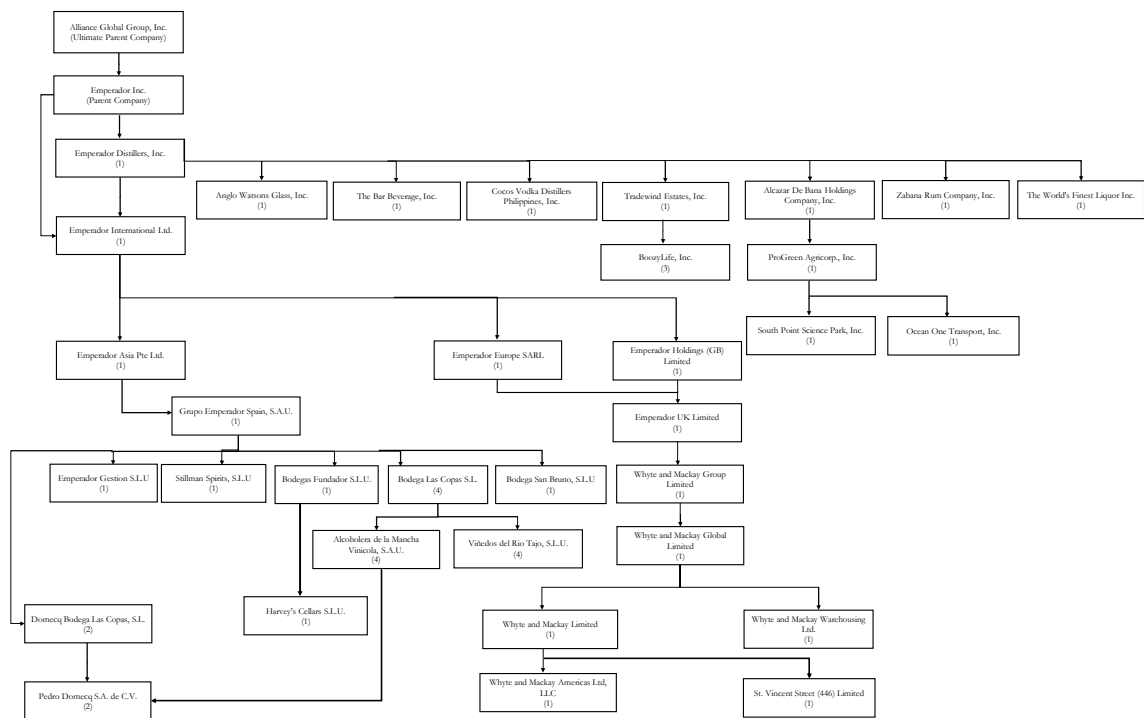 Alliance Global Group, Inc.
(Ultimate Parent Company)
Emperador Inc.
(Parent Company)
Emperador Distillers, Inc.
(1)
Anglo Watsons Glass, Inc.
(1)
The Bar Beverage, Inc.
(1)
Cocos Vodka Distillers
Philippines, Inc.
(1)
Tradewind Estates, Inc.
(1)
Alcazar De Bana Holdings
Company, Inc.
(1)
Zabana Rum Company, Inc.
(1)
The World's Finest Liquor Inc.
(1)
Emperador International Ltd.
(1)
BoozyLife, Inc.
(3)
ProGreen Agricorp., Inc.
(1)
South Point Science Park, Inc.
(1)
Ocean One Transport, Inc.
(1)
Emperador Asia Pte Ltd.
(1)
Emperador Europe SARL
(1)
Emperador Holdings (GB)
Limited
(1)
Grupo Emperador Spain, S.A.U.
(1)
Emperador UK Limited
(1)
Emperador Gestion S.L.U
(1)
Stillman Spirits, S.L.U
(1)
Bodegas Fundador S.L.U.
(1)
Bodega Las Copas S.L.
(4)
Bodega San Bruno, S.L.U
(1)
Whyte and Mackay Group
Limited
(1)
Alcoholera de la Mancha
Vinicola, S.A.U.
(4)
Viñedos del Rio Tajo, S.L.U.
(4)
Whyte and Mackay Global
Limited
(1)
Harvey's Cellars S.L.U.
(1)
Domecq Bodega Las Copas, S.L.
(2)
Whyte and Mackay Limited
(1)
Whyte and Mackay Warehousing
Ltd.
(1)
Pedro Domecq S.A. de C.V.
(2)
Whyte and Mackay Americas Ltd,
LLC
(1)
St. Vincent Street (446) Limited
(1)